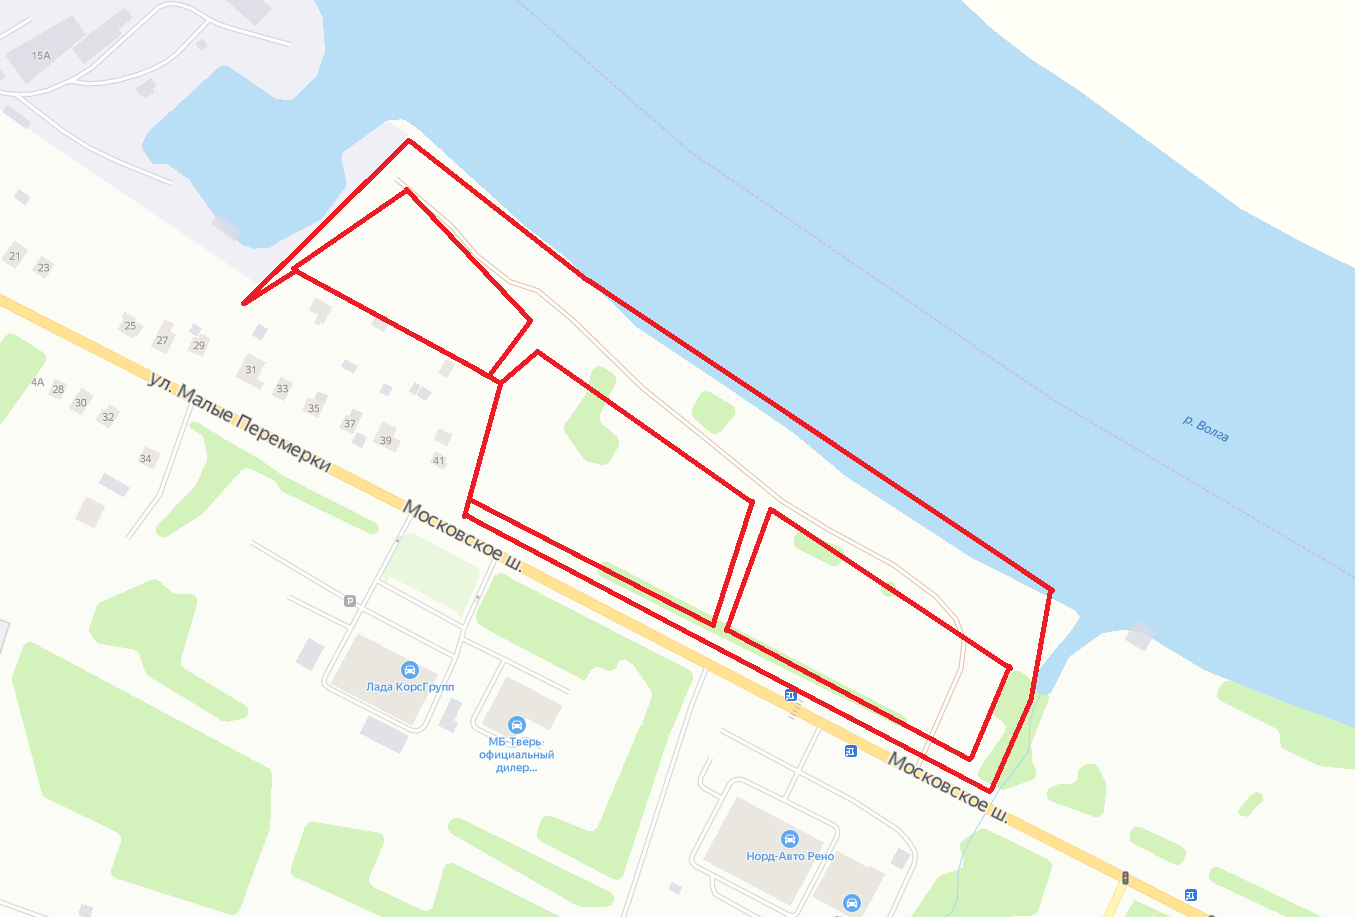 15А
21
23
25
27
29
31
33
35
37
39
41
4А
28
30
32
34
ул. Малые Перемерки
р. Волга
Московское ш.
P
Лада КорсГрупп
МБ-Тверь-
официальный
дилер...
Московское ш.
Норд-Авто Рено